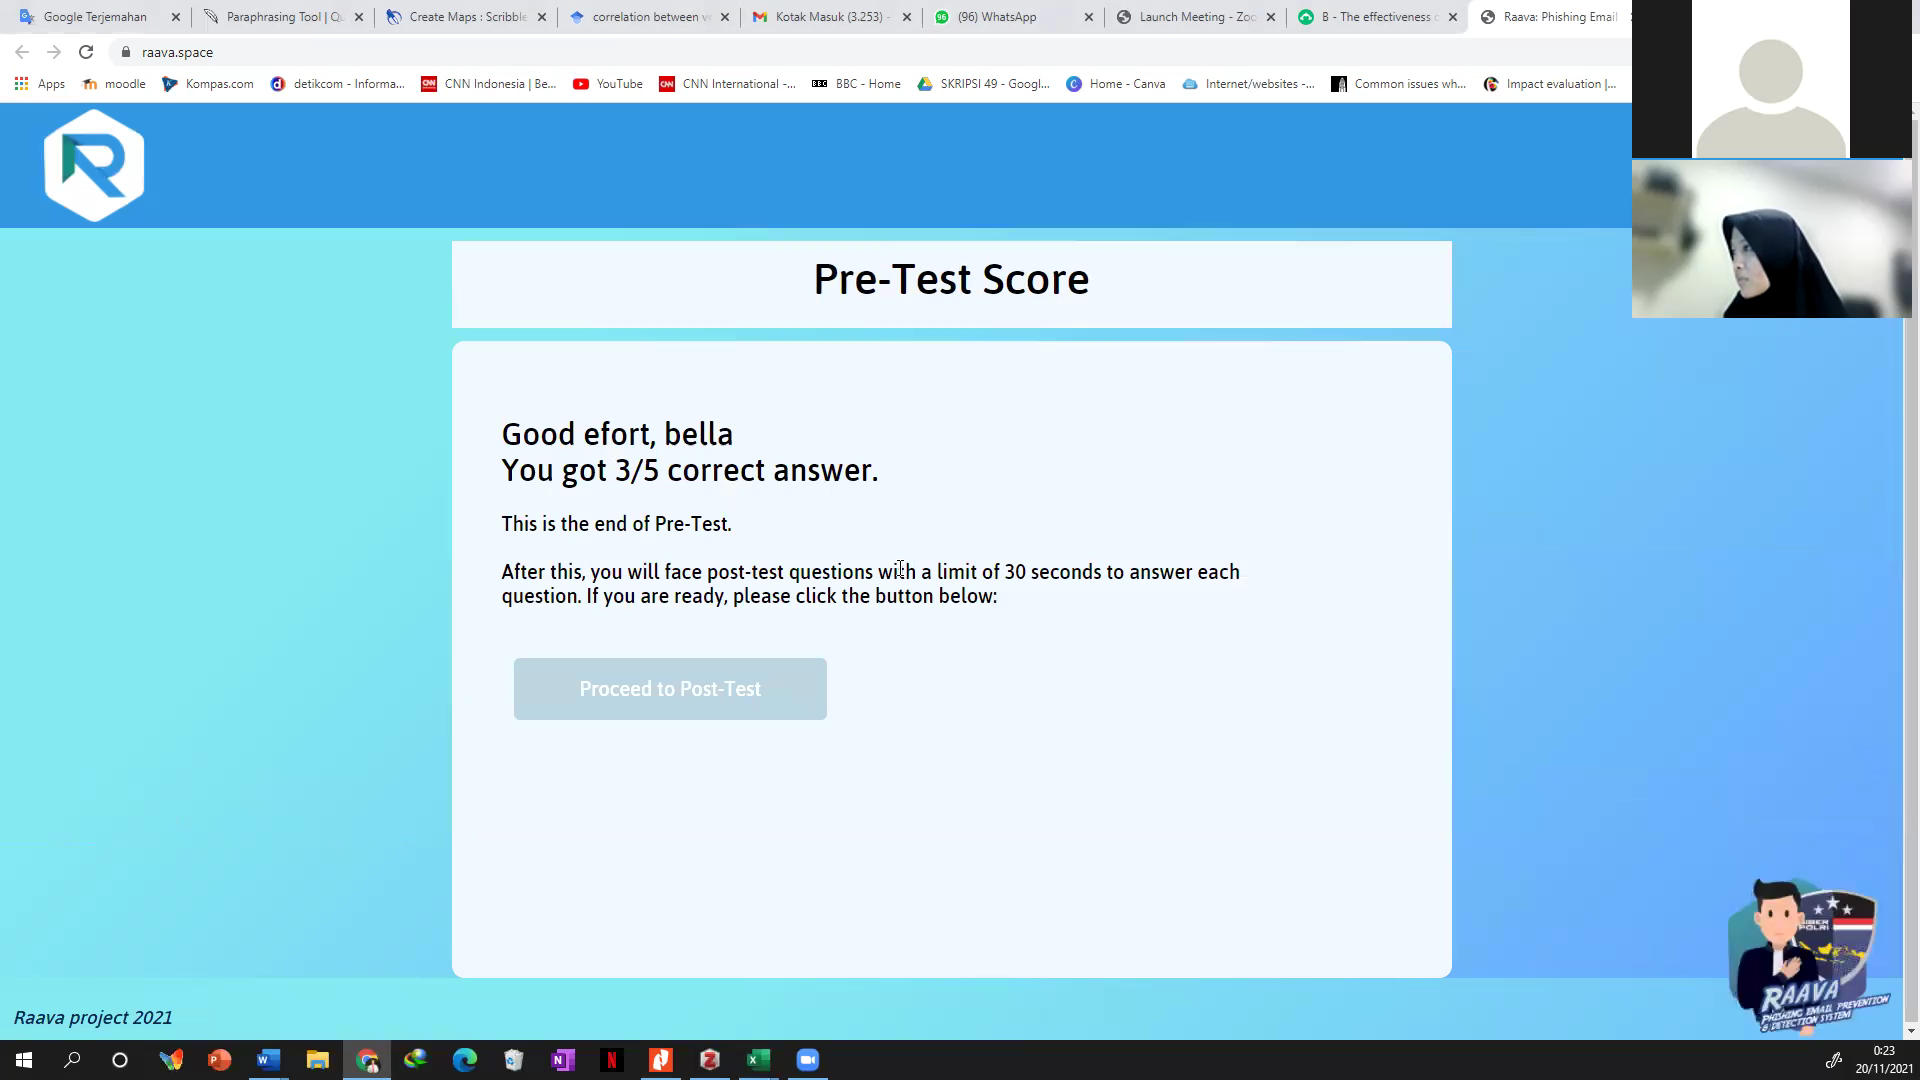 Google Terjemahan
Paraphrasing Tool | Q
Create Maps : Scribble
correlation between v
Kotak Masuk (3.253) -
(96) WhatsApp
Launch Meeting - Zoo
B - The effectiveness o
Raava: Phishing Email
raava.space
Apps
moodle
Kompas.com
detikcom - Informa...
CNN Indonesia | Be...
YouTube
CNN International -...
BBC - Home
SKRIPSI 49 - Googl...
Home - Canva
Internet/websites -...
Common issues wh...
Impact evaluation |...
Pre-Test Score
Good efort, bella
You got 3/5 correct answer.
This is the end of Pre-Test.
After this, you will face post-test questions with a limit of 30 seconds to answer each
question. If you are ready, please click the button below:
Proceed to Post-Test
SIBER
POLRI
RAAVA
PHISHING EMAIL PREVENTION
& DETECTION SYSTEM
Raava project 2021
0:23
20/11/2021